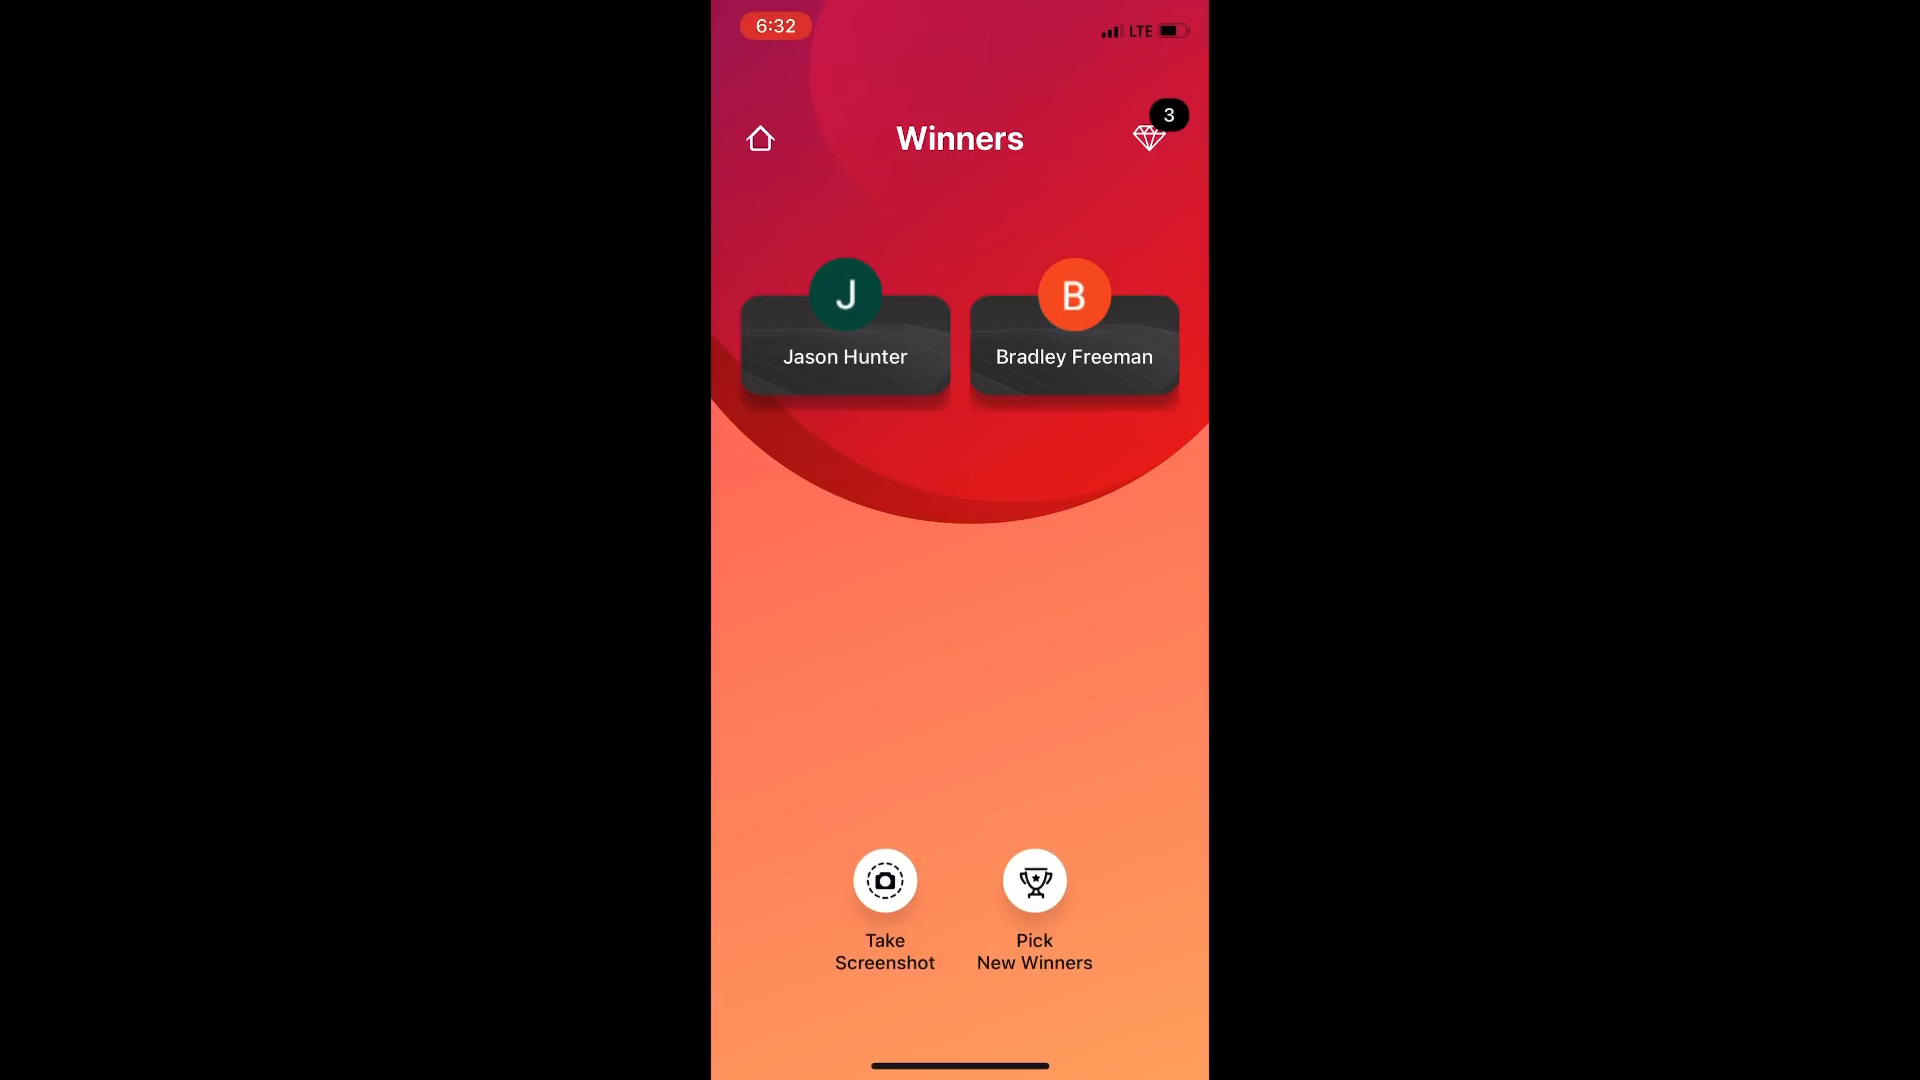 6:32
LTE
3
Winners
J
B
Jason Hunter
Bradley Freeman
Take
Screenshot
Pick
New Winners